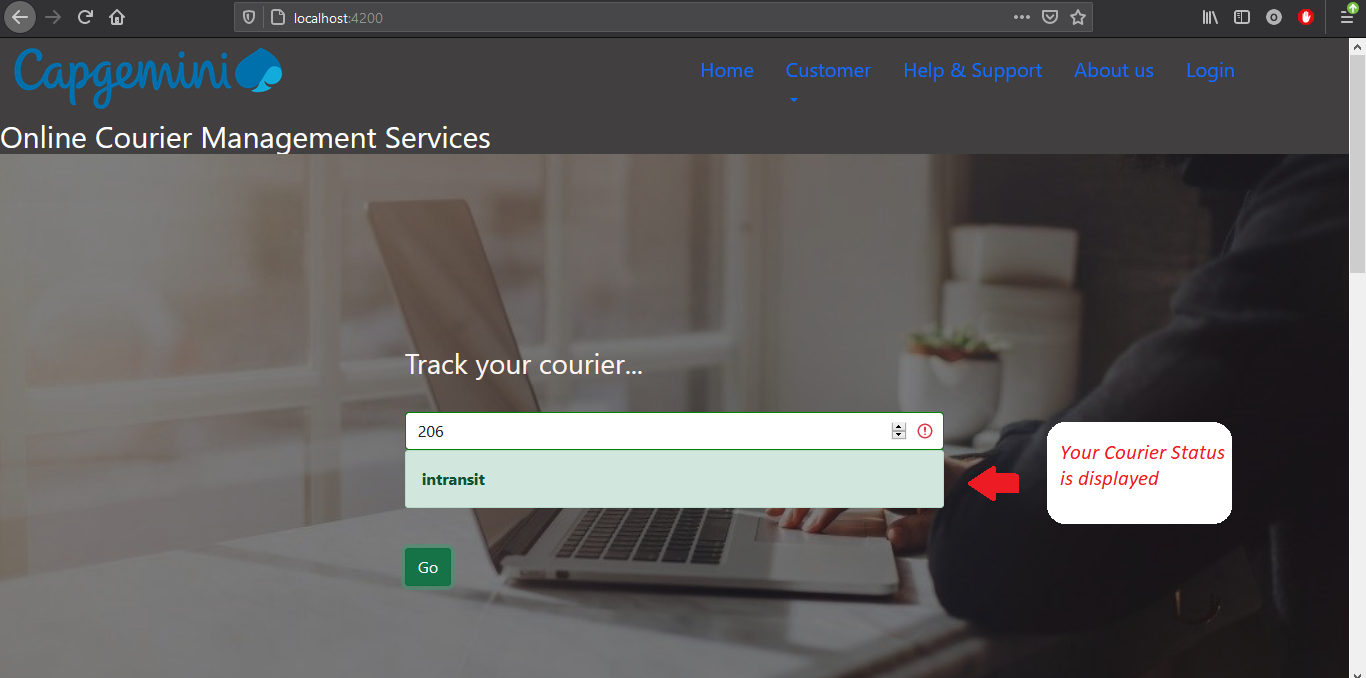 localhost:4200
Capgemini
Home Customer Help & Support About us Login
Online Courier Management Services
Track your courier...
206
intransit
Your Courier Status
is displayed
Go